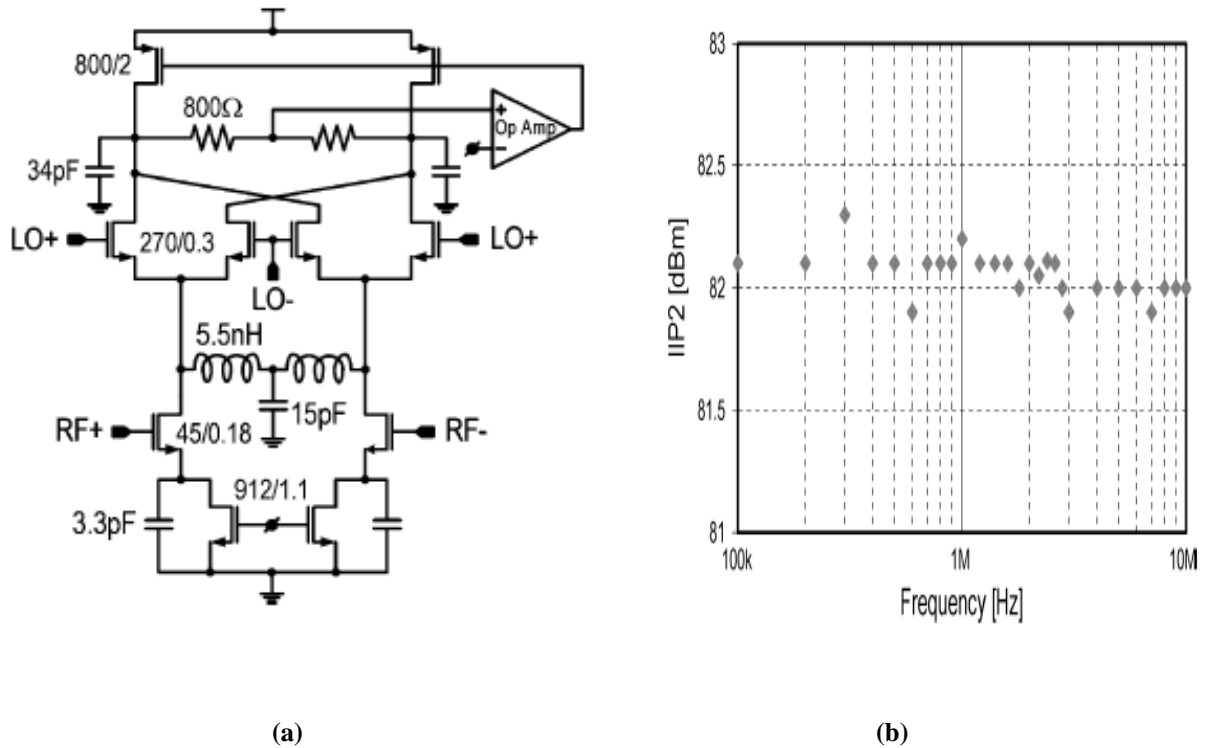 800/2
800Ω
+
Op Amp
−
34pF
LO+
270/0.3
LO+
LO-
5.5nH
15pF
RF+
45/0.18
RF-
912/1.1
3.3pF
(a)
83
82.5
82
81.5
81
IIP2 [dBm]
100k
1M
10M
Frequency [Hz]
(b)